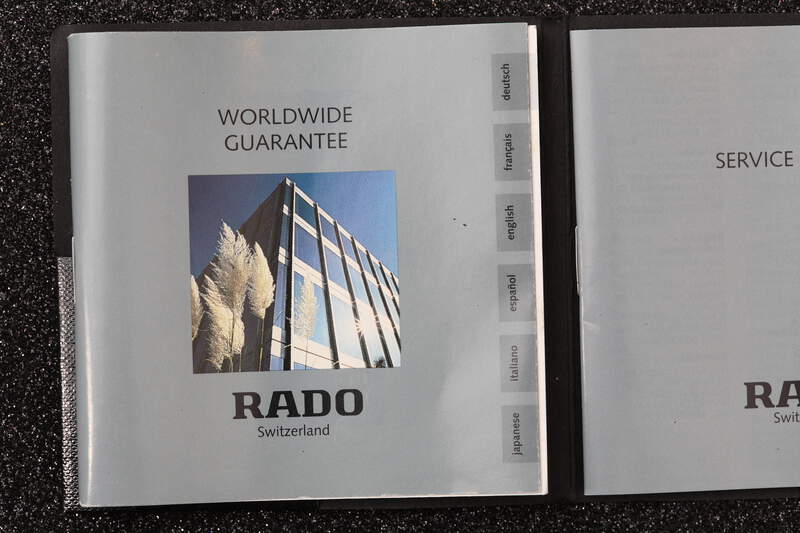 WORLDWIDE
GUARANTEE
RADO
Switzerland
deutsch
français
english
español
italiano
japanese
SERVICE
RA
Swit